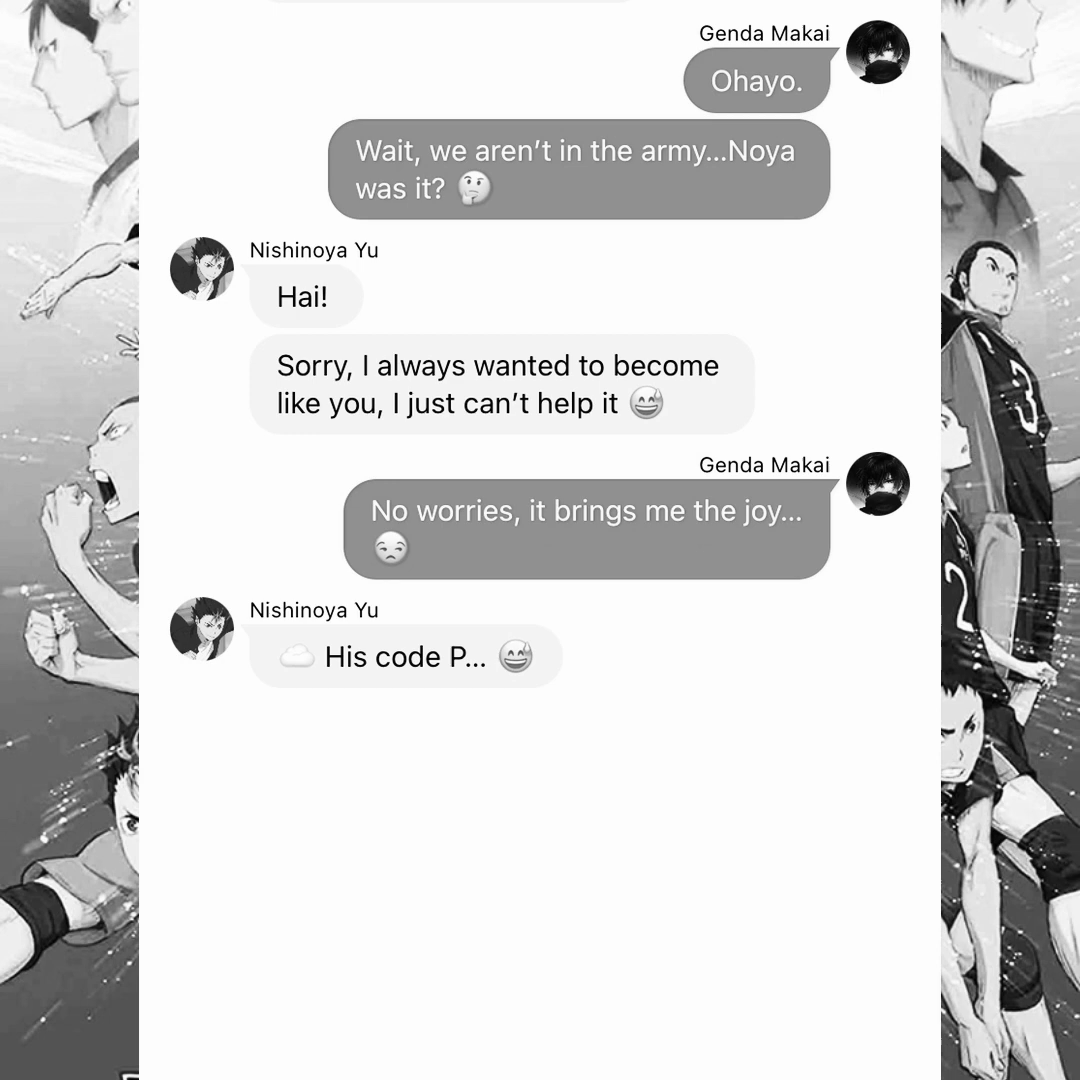 Genda Makai
Ohayo.
Wait, we aren’t in the army...Noya
was it? 🤔
Nishinoya Yu
Hai!
Sorry, I always wanted to become
like you, I just can’t help it 😅
Genda Makai
No worries, it brings me the joy...
😒
Nishinoya Yu
☁️ His code P... 😅
3
2